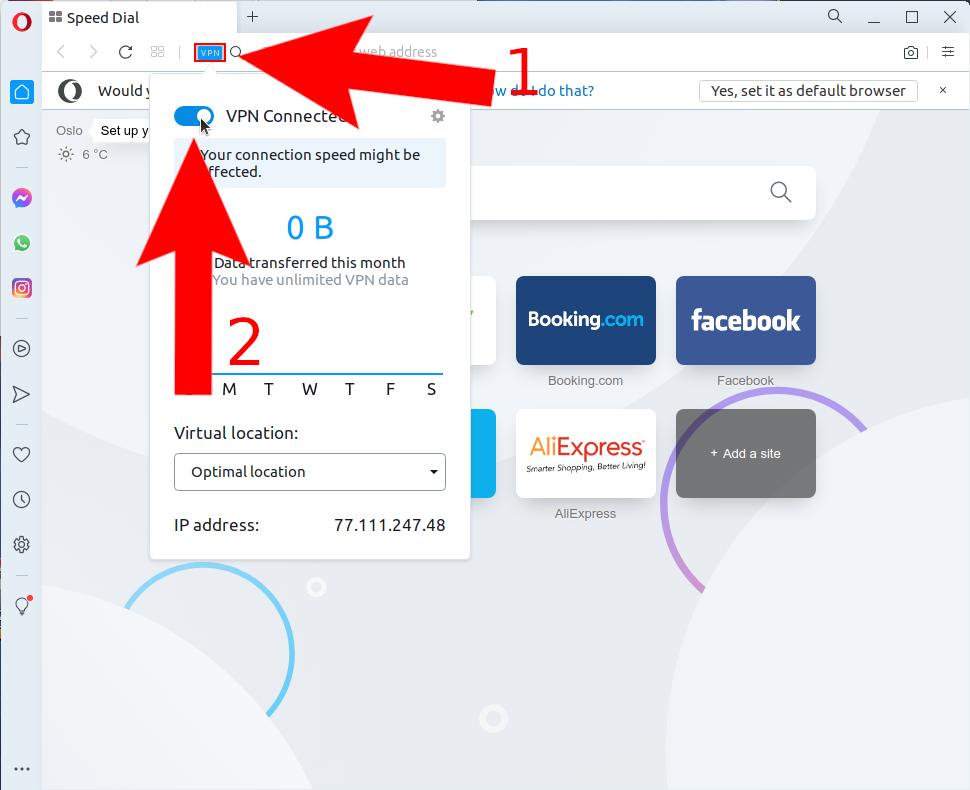 Speed Dial
VPN
web address
1
Would y
do that?
Yes, set it as default browser
VPN Connected
Oslo
Set up y
6 °C
Your connection speed might be
affected.
0 B
Data transferred this month
You have unlimited VPN data
2
M T W T F S
Virtual location:
Optimal location
IP address: 77.111.247.48
Booking.com
facebook
Booking.com
Facebook
AliExpress
Smarter Shopping, Better Living!
+ Add a site
AliExpress